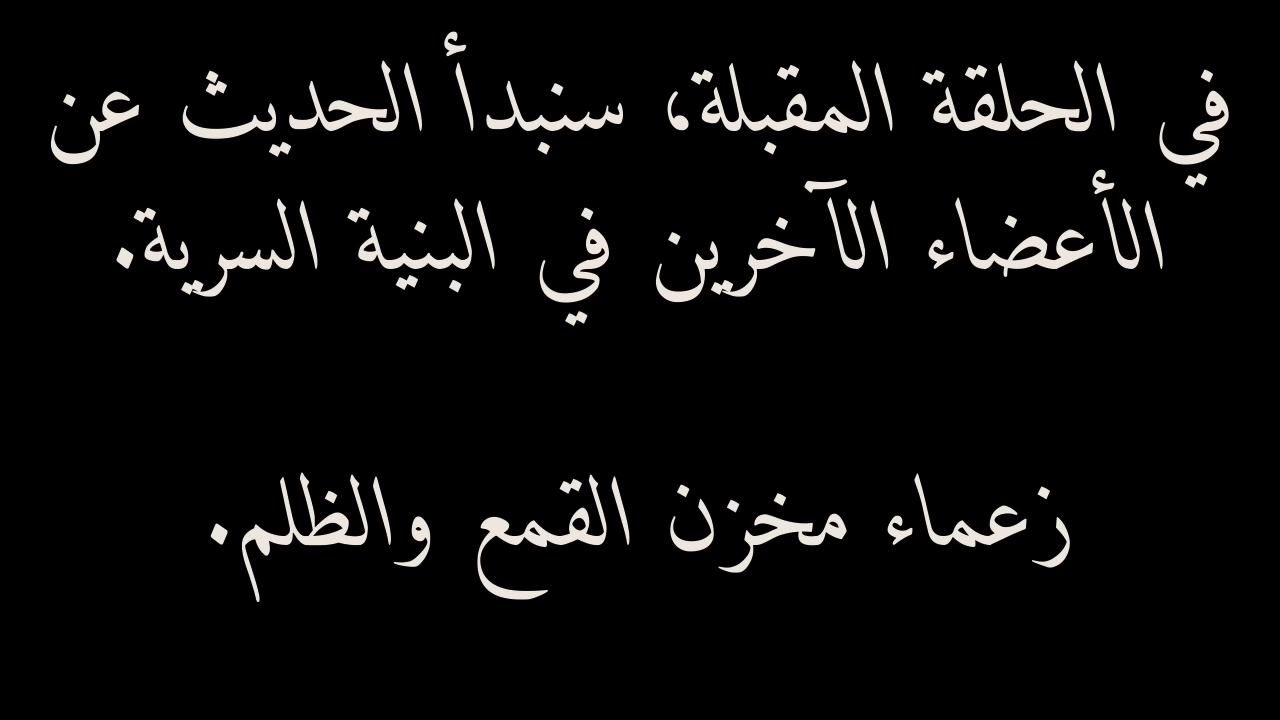 في الحلقة المقبلة، سنبدأ الحديث عن
الأعضاء الآخرين في البنية السرية.
زعماء مخزن القمع والظلم.